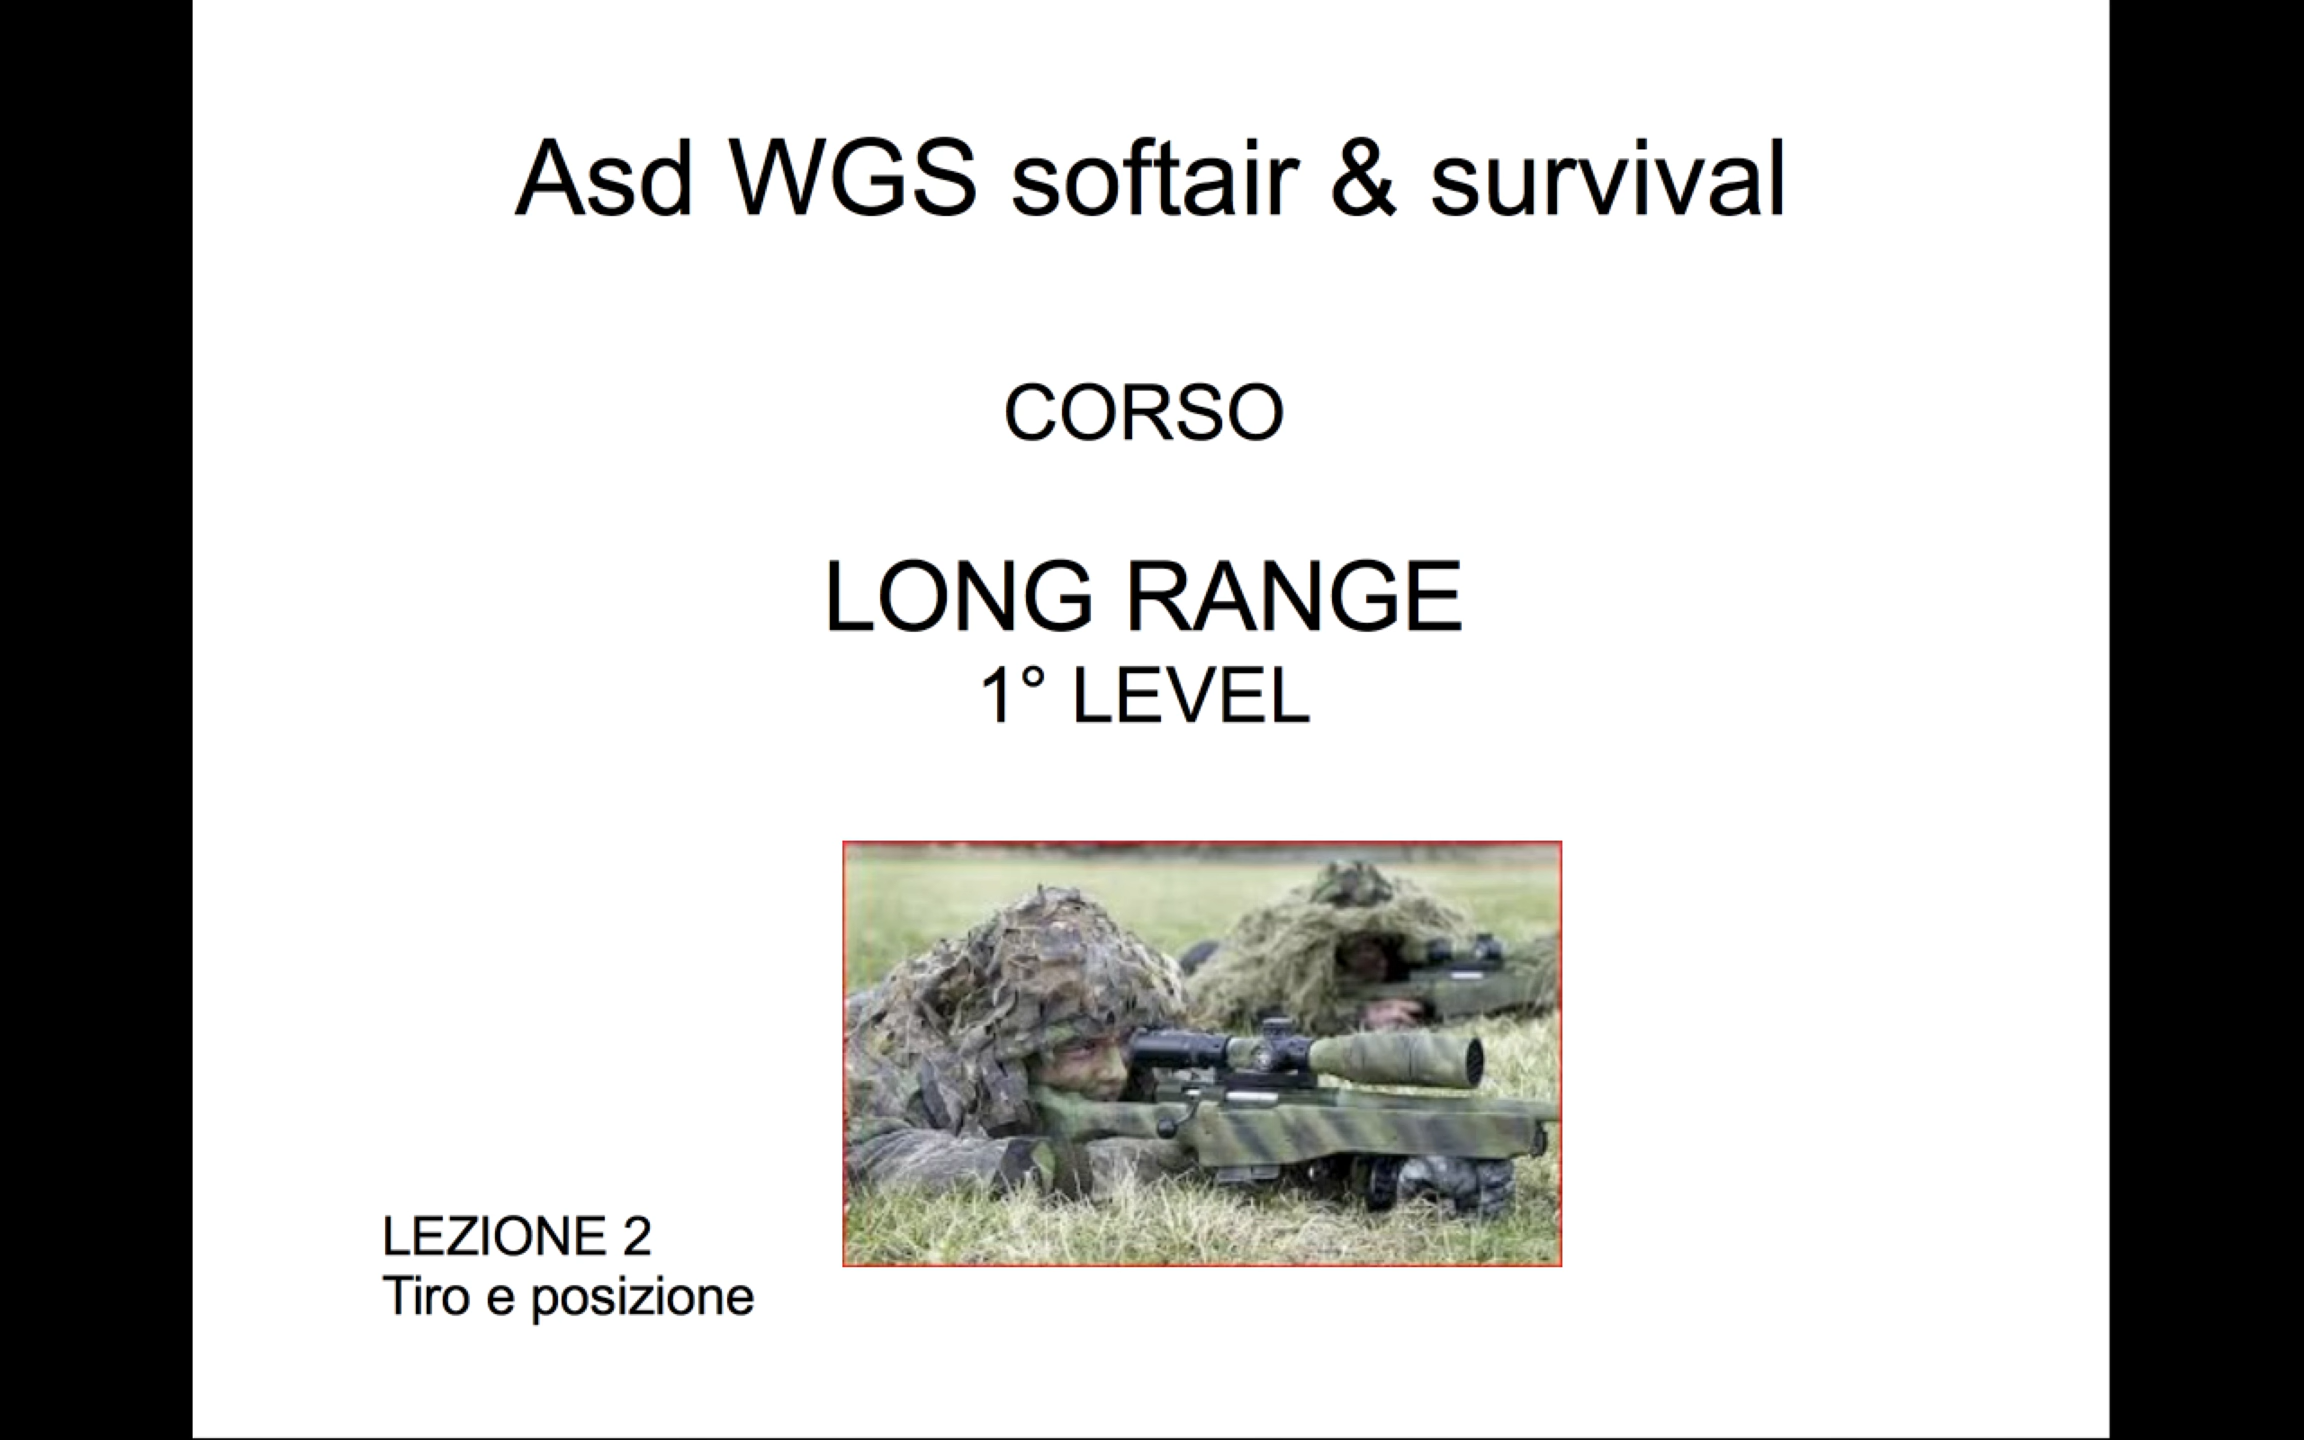 Asd WGS softair & survival
CORSO
LONG RANGE
1° LEVEL
LEZIONE 2
Tiro e posizione